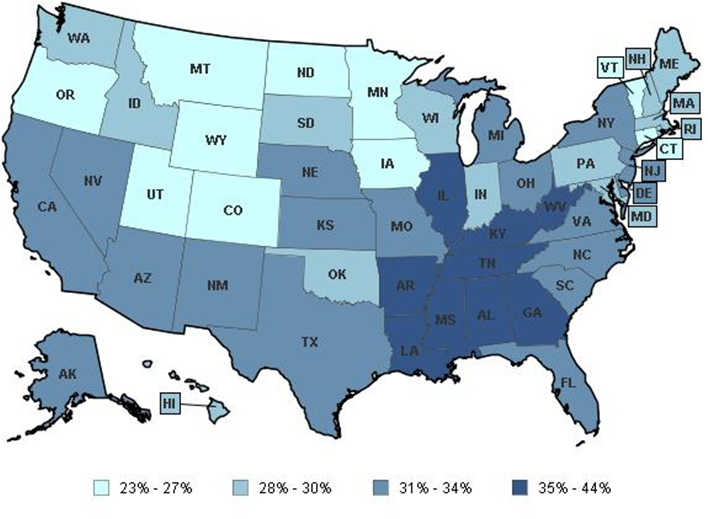 WA
MT
ND
MN
VT
NH
ME
OR
ID
SD
WI
MI
NY
MA
RI
CT
WY
NE
IA
PA
NJ
DE
MD
NV
UT
CO
IL
IN
OH
WV
VA
CA
KS
MO
KY
NC
AZ
NM
OK
AR
TN
SC
TX
LA
MS
AL
GA
AK
HI
FL
23% - 27% 28% - 30% 31% - 34% 35% - 44%